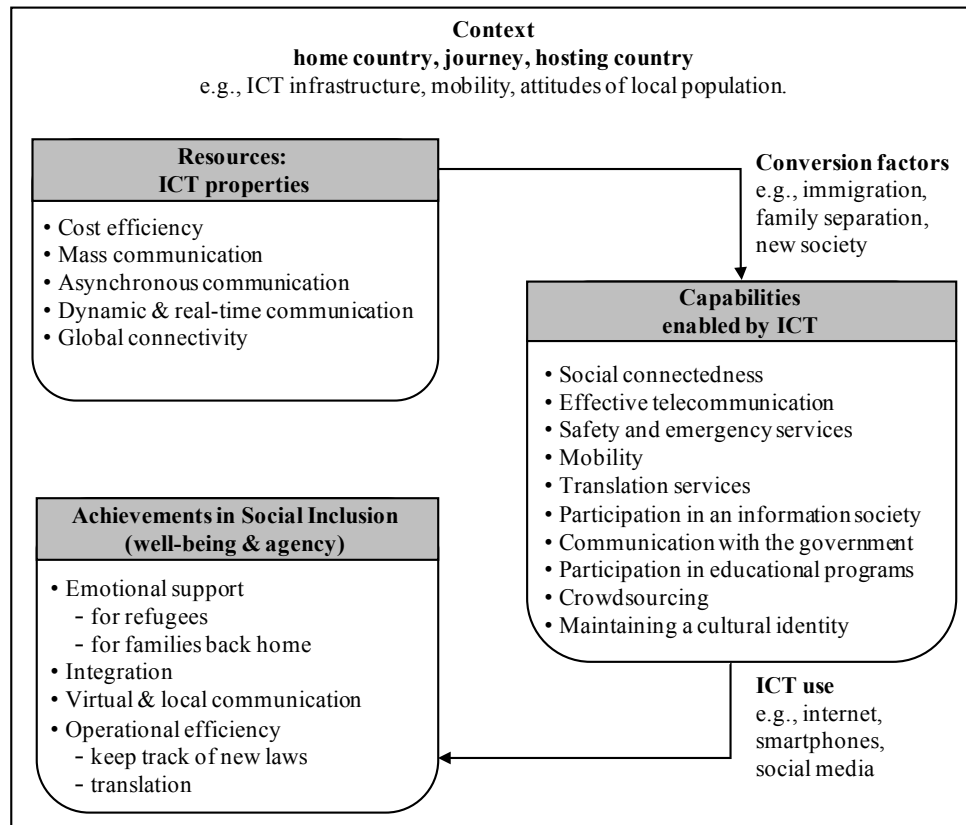 Context
home country, journey, hosting country
e.g., ICT infrastructure, mobility, attitudes of local population.
Resources:
ICT properties
• Cost efficiency
• Mass communication
• Asynchronous communication
• Dynamic & real-time communication
• Global connectivity
Conversion factors
e.g., immigration,
family separation,
new society
Capabilities
enabled by ICT
• Social connectedness
• Effective telecommunication
• Safety and emergency services
• Mobility
• Translation services
• Participation in an information society
• Communication with the government
• Participation in educational programs
• Crowdsourcing
• Maintaining a cultural identity
ICT use
e.g., internet,
smartphones,
social media
Achievements in Social Inclusion
(well-being & agency)
• Emotional support
- for refugees
- for families back home
• Integration
• Virtual & local communication
• Operational efficiency
- keep track of new laws
- translation